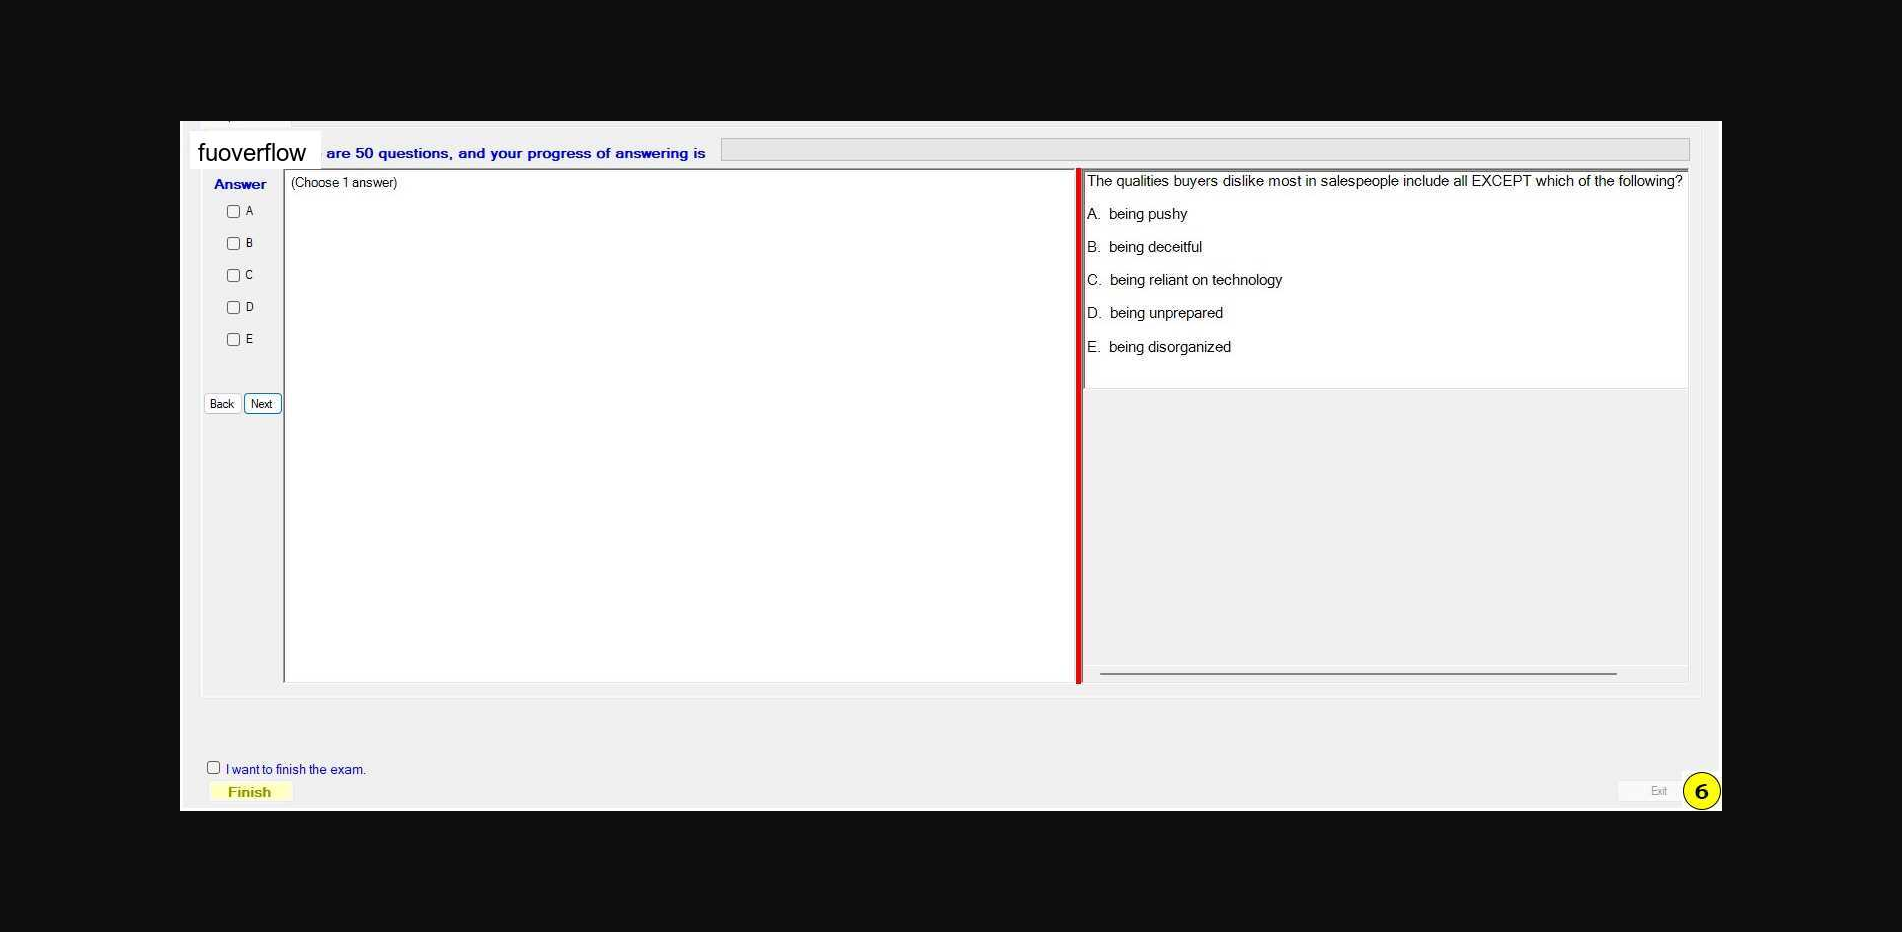 fuoverflow are 50 questions, and your progress of answering is
Answer
(Choose 1 answer)
A
B
C
D
E
Back Next
The qualities buyers dislike most in salespeople include all EXCEPT which of the following?
A. being pushy
B. being deceitful
C. being reliant on technology
D. being unprepared
E. being disorganized
I want to finish the exam.
Finish
Exit
6